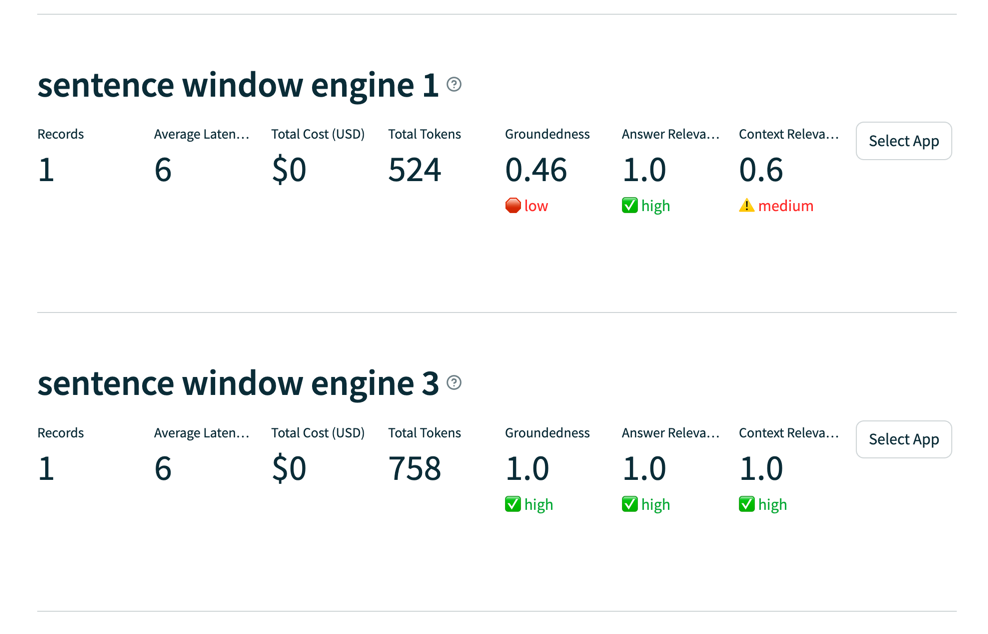 sentence window engine 1
Records Average Laten... Total Cost (USD) Total Tokens Groundedness Answer Releva... Context Releva... Select App
1 6 $0 524 0.46 1.0 0.6
low high medium
sentence window engine 3
Records Average Laten... Total Cost (USD) Total Tokens Groundedness Answer Releva... Context Releva... Select App
1 6 $0 758 1.0 1.0 1.0
high high high